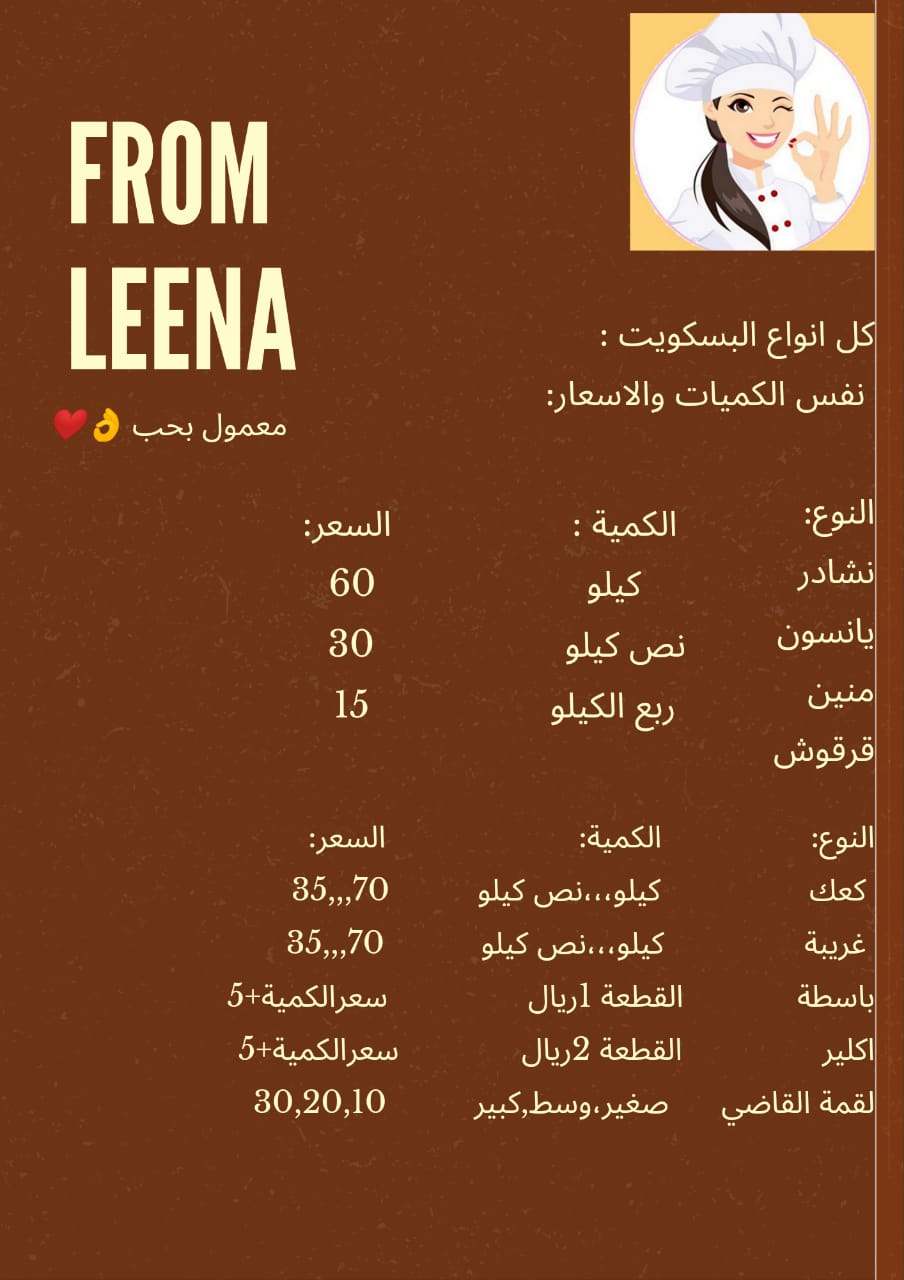 FROM
LEENA
معمول بحب 👌❤️
كل انواع البسكويت :
نفس الكميات والاسعار:
النوع: الكمية : السعر:
نشادر كيلو 60
يانسون نص كيلو 30
منين ربع الكيلو 15
قرقوش
النوع: الكمية: السعر:
كعك كيلو،،،نص كيلو 35,,,70
غريبة كيلو،،،نص كيلو 35,,,70
باسطة القطعة 1ريال سعرالكمية+5
اكلير القطعة 2ريال سعرالكمية+5
لقمة القاضي صغير،وسط,كبير 30,20,10